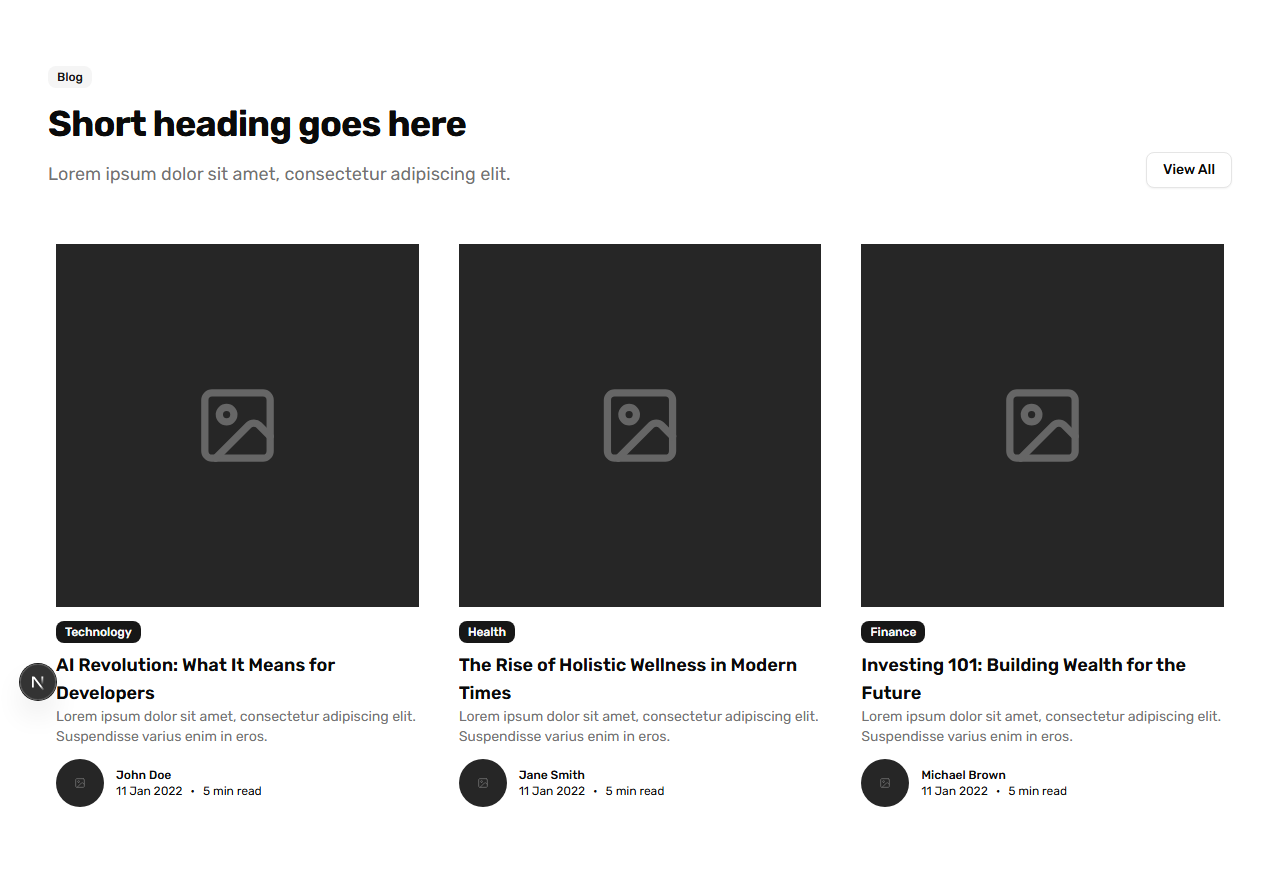 Blog
Short heading goes here
Lorem ipsum dolor sit amet, consectetur adipiscing elit.
View All
Technology
AI Revolution: What It Means for
Developers
Lorem ipsum dolor sit amet, consectetur adipiscing elit.
Suspendisse varius enim in eros.
John Doe
11 Jan 2022 • 5 min read
Health
The Rise of Holistic Wellness in Modern
Times
Lorem ipsum dolor sit amet, consectetur adipiscing elit.
Suspendisse varius enim in eros.
Jane Smith
11 Jan 2022 • 5 min read
Finance
Investing 101: Building Wealth for the
Future
Lorem ipsum dolor sit amet, consectetur adipiscing elit.
Suspendisse varius enim in eros.
Michael Brown
11 Jan 2022 • 5 min read
N